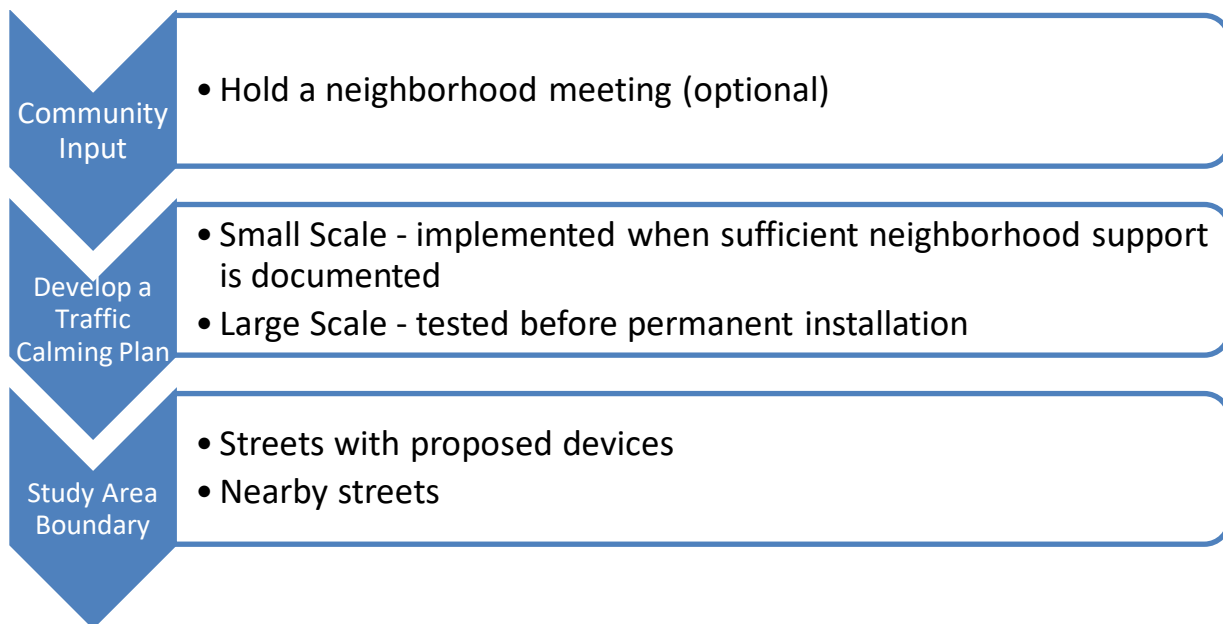 Community
Input
• Hold a neighborhood meeting (optional)
Develop a
Traffic
Calming Plan
• Small Scale - implemented when sufficient neighborhood support
is documented
• Large Scale - tested before permanent installation
Study Area
Boundary
• Streets with proposed devices
• Nearby streets